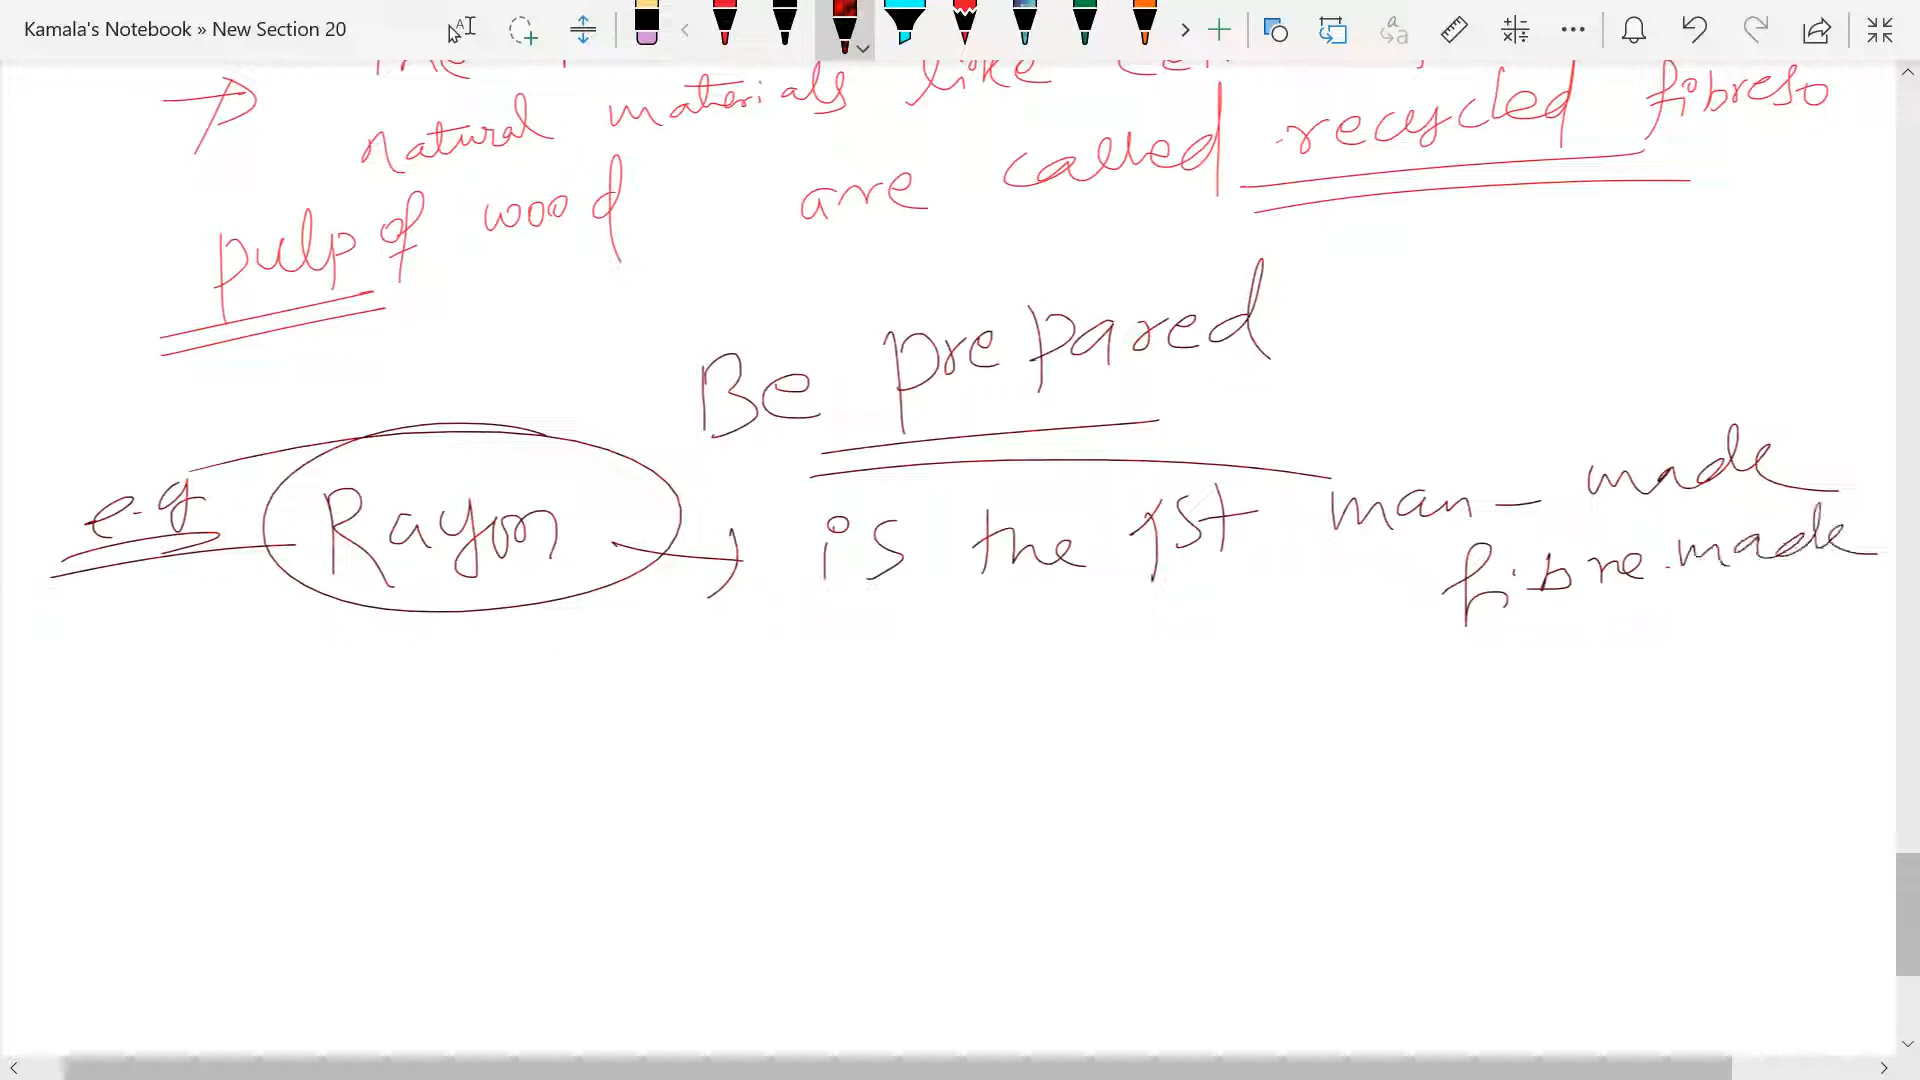 Kamala's Notebook » New Section 20
natural materials like
pulp of wood are called recycled fibres
Be prepared
e.g Rayon → is the 1st man-made
fibre made